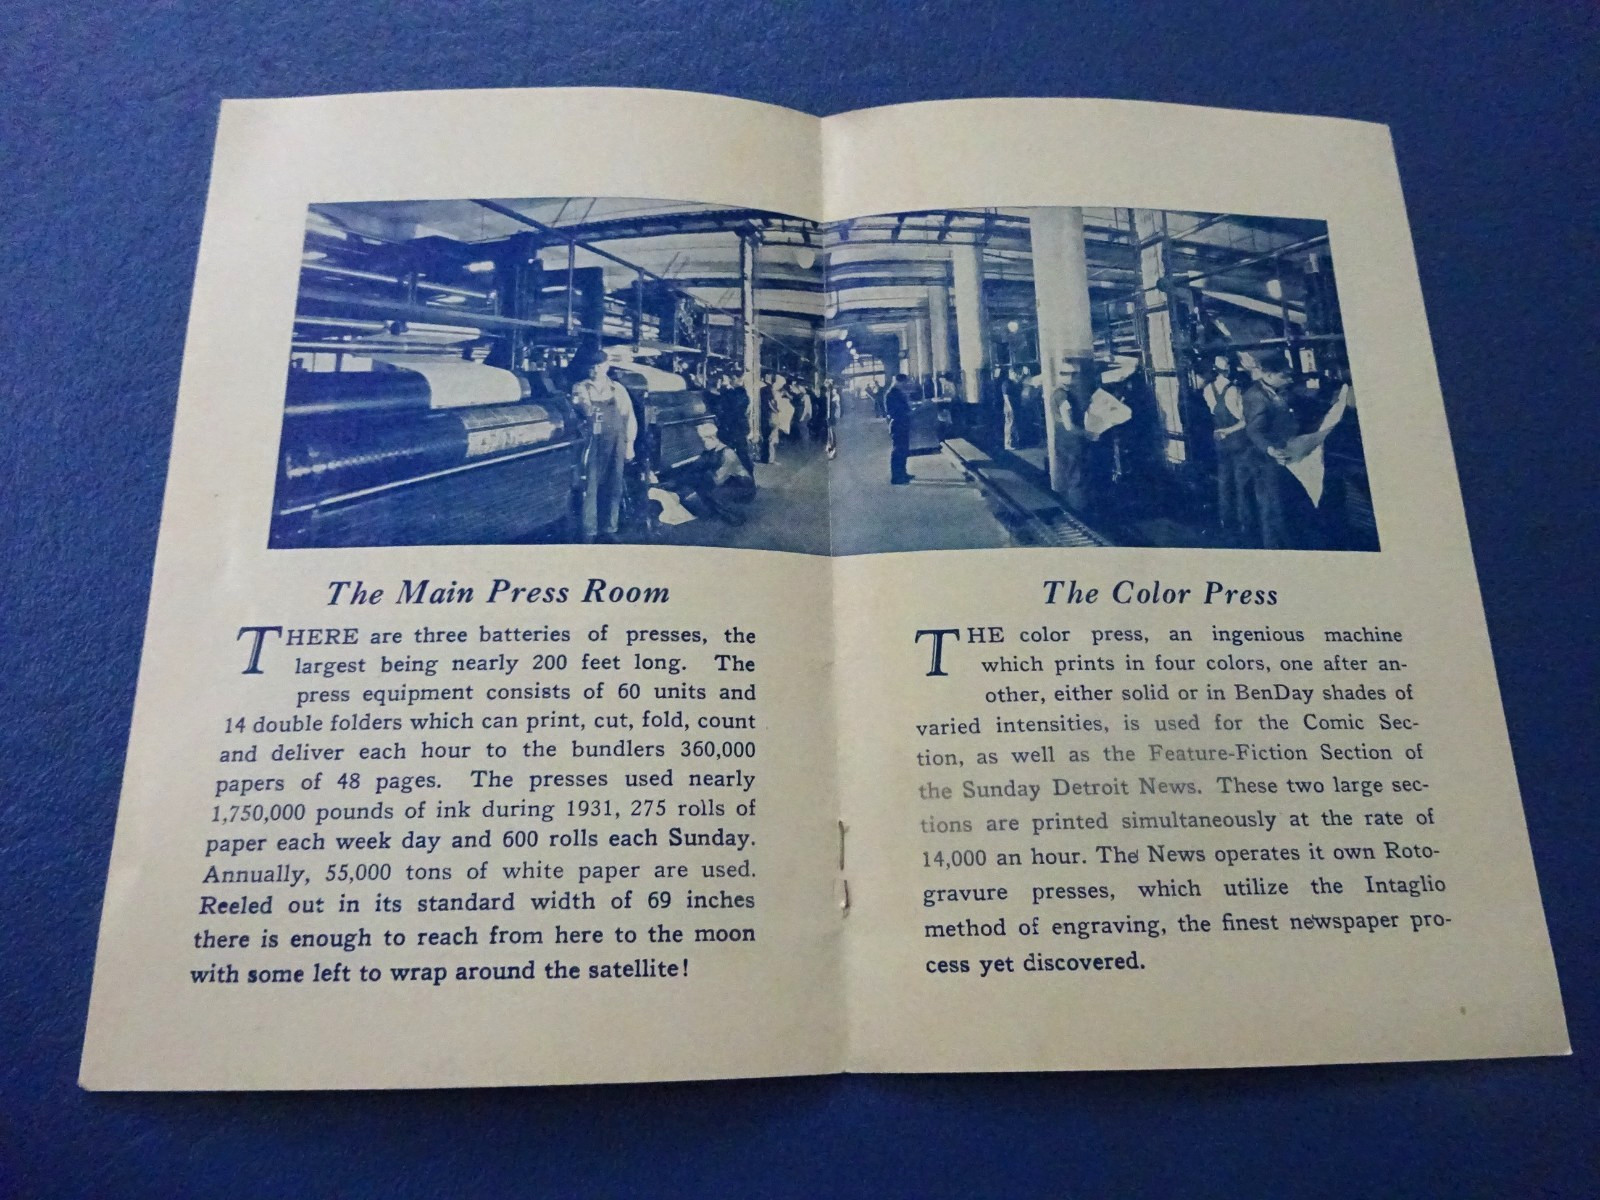 The Main Press Room
THERE are three batteries of presses, the
largest being nearly 200 feet long. The
press equipment consists of 60 units and
14 double folders which can print, cut, fold, count
and deliver each hour to the bundlers 360,000
papers of 48 pages. The presses used nearly
1,750,000 pounds of ink during 1931, 275 rolls of
paper each week day and 600 rolls each Sunday.
Annually, 55,000 tons of white paper are used.
Reeled out in its standard width of 69 inches
there is enough to reach from here to the moon
with some left to wrap around the satellite!
The Color Press
THE color press, an ingenious machine
which prints in four colors, one after an-
other, either solid or in BenDay shades of
varied intensities, is used for the Comic Sec-
tion, as well as the Feature-Fiction Section of
the Sunday Detroit News. These two large sec-
tions are printed simultaneously at the rate of
14,000 an hour. The News operates it own Roto-
gravure presses, which utilize the Intaglio
method of engraving, the finest newspaper pro-
cess yet discovered.